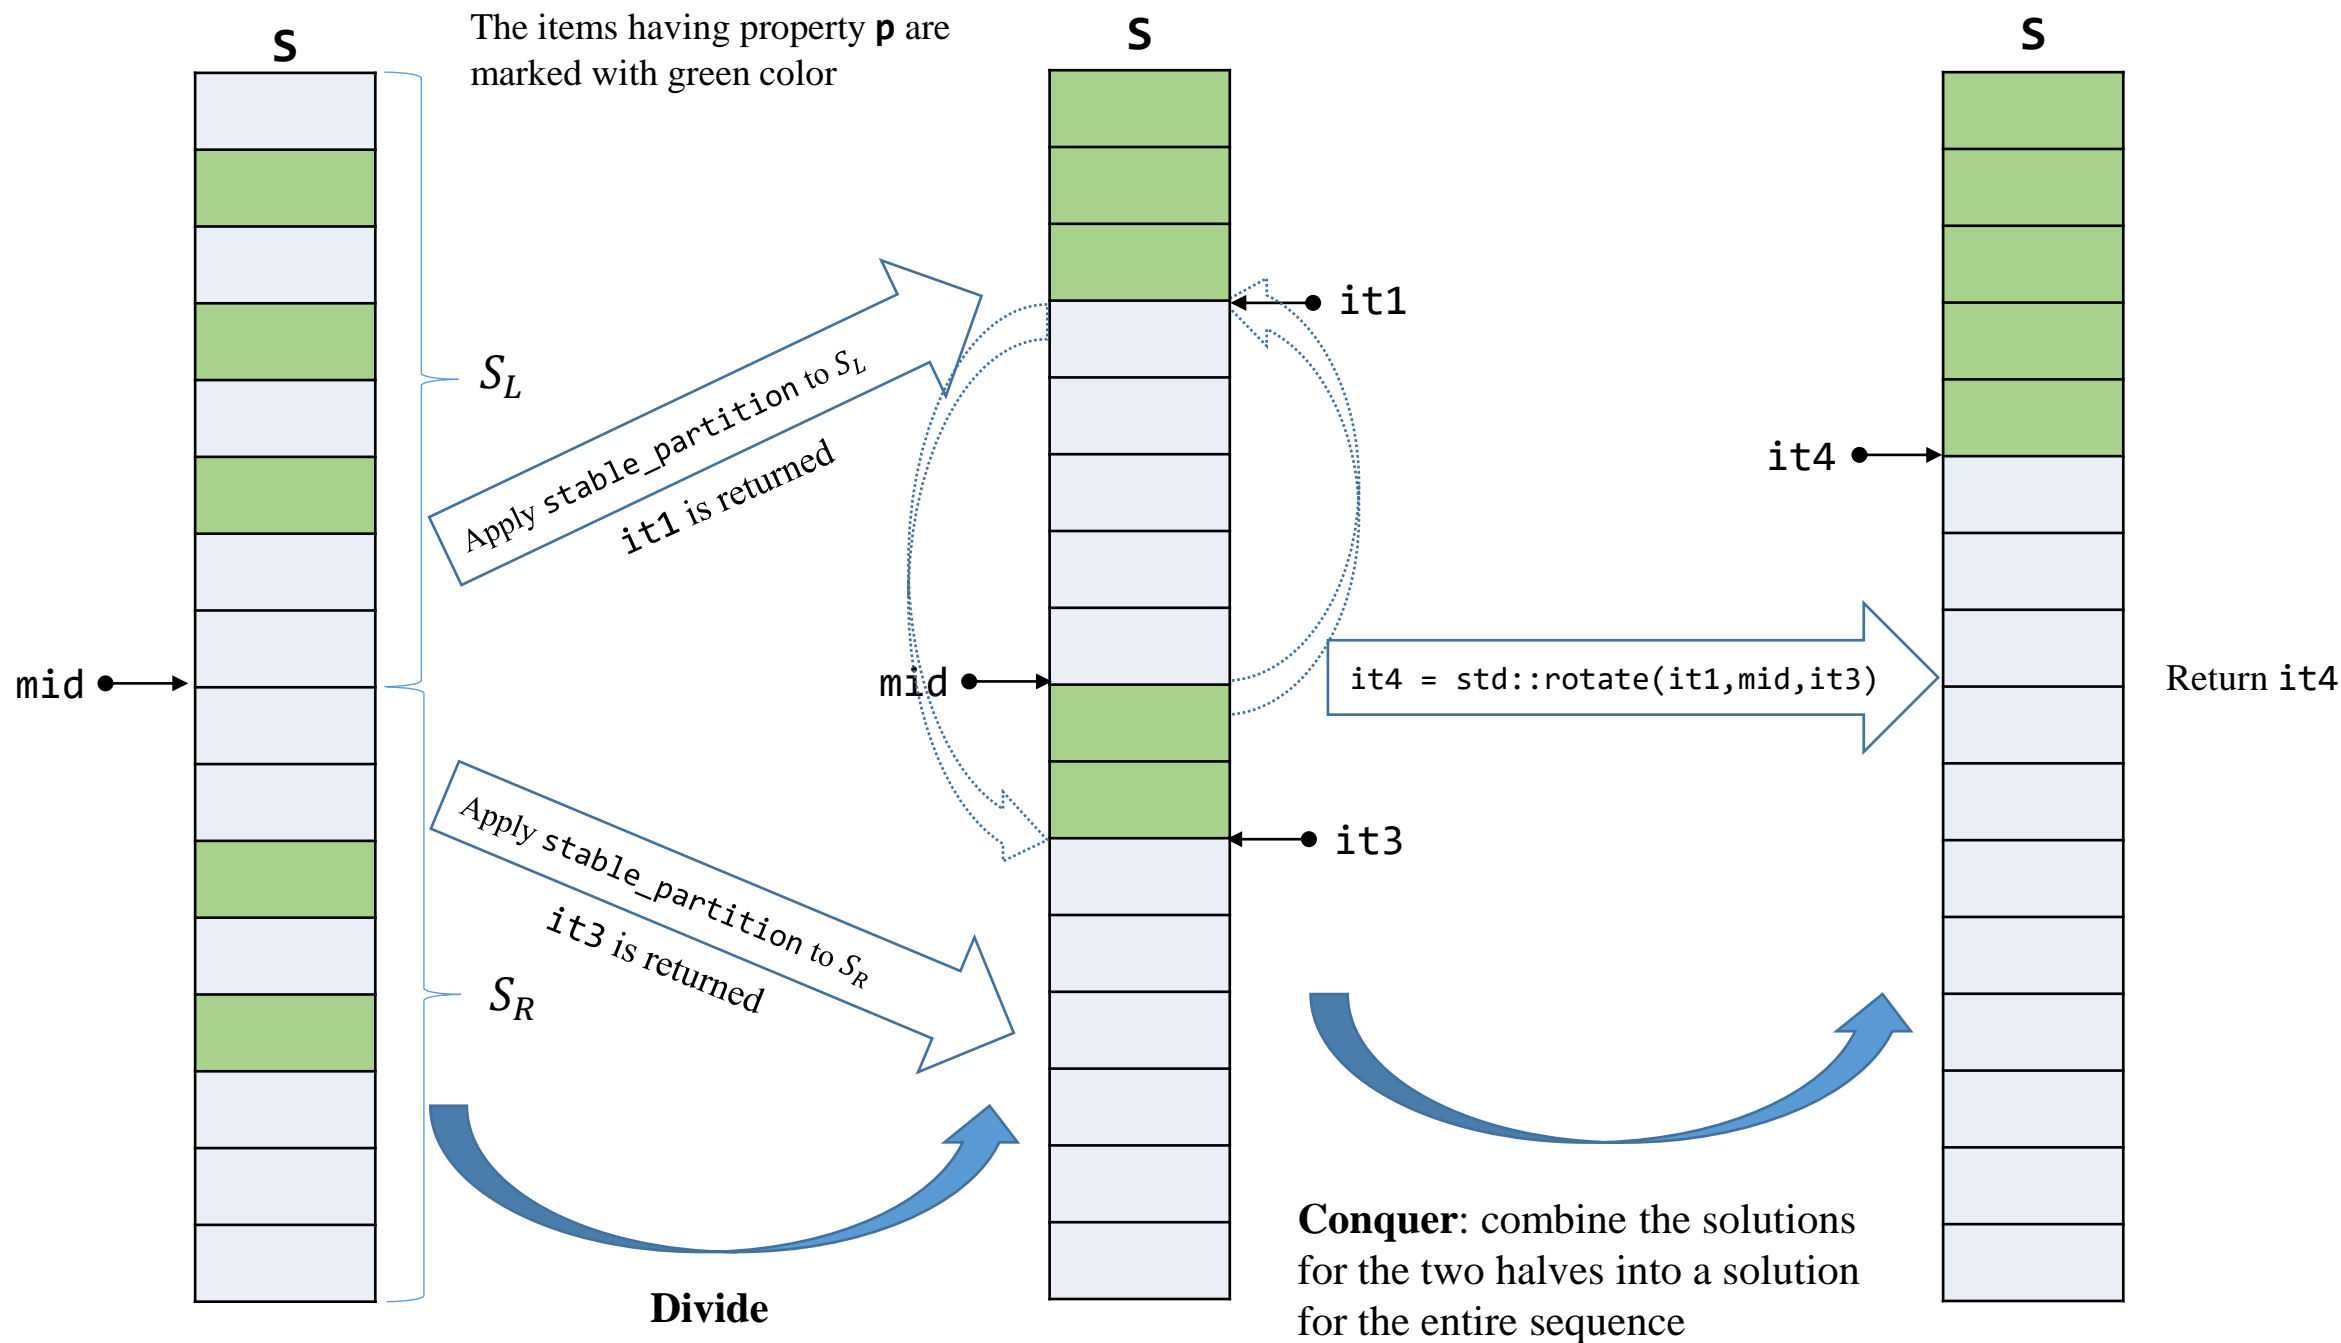 S
The items having property p are
marked with green color
S
S
S_L
Apply stable_partition to S_L
it1 is returned
it1
it4
mid
mid
it4 = std::rotate(it1,mid,it3)
Return it4
Apply stable_partition to S_R
it3 is returned
it3
S_R
Divide
Conquer: combine the solutions
for the two halves into a solution
for the entire sequence